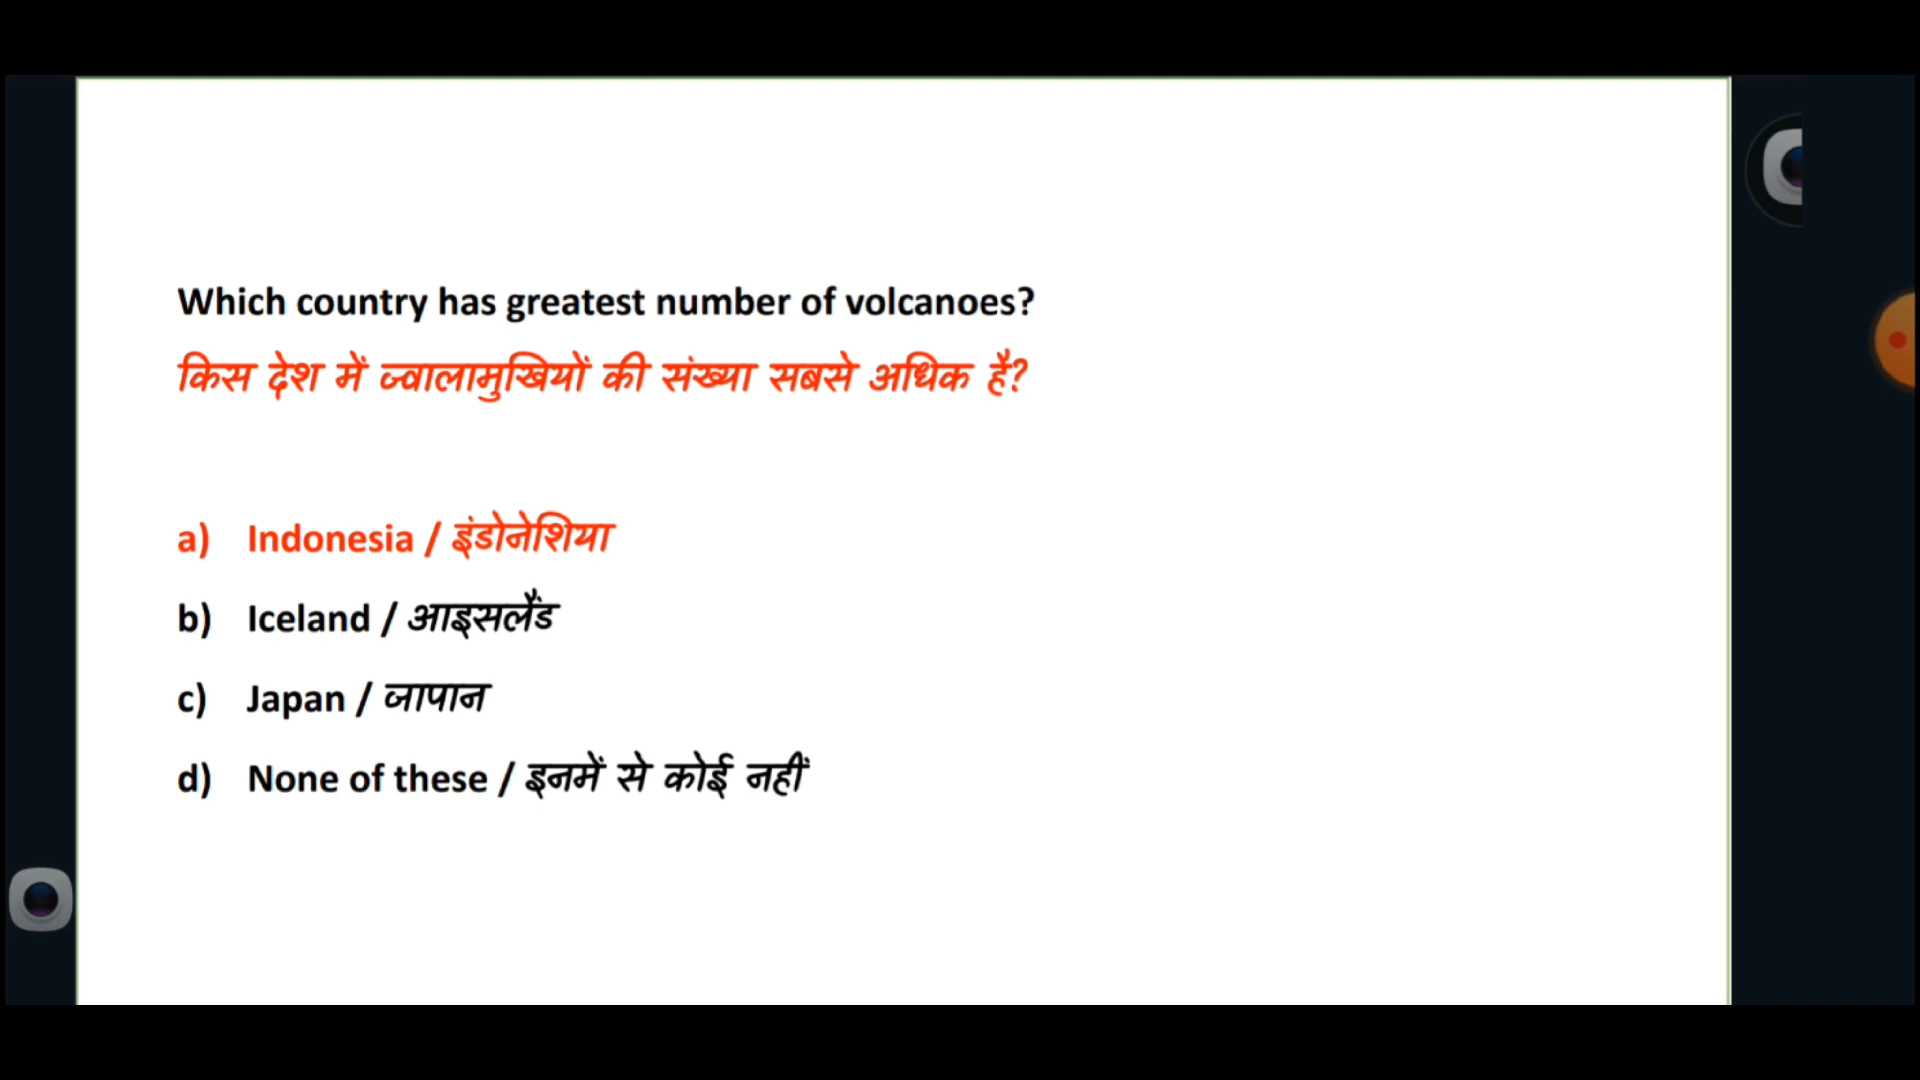 Which country has greatest number of volcanoes?
किस देश में ज्वालामुखियों की संख्या सबसे अधिक है?
a) Indonesia / इंडोनेशिया
b) Iceland / आइसलैंड
c) Japan / जापान
d) None of these / इनमें से कोई नहीं